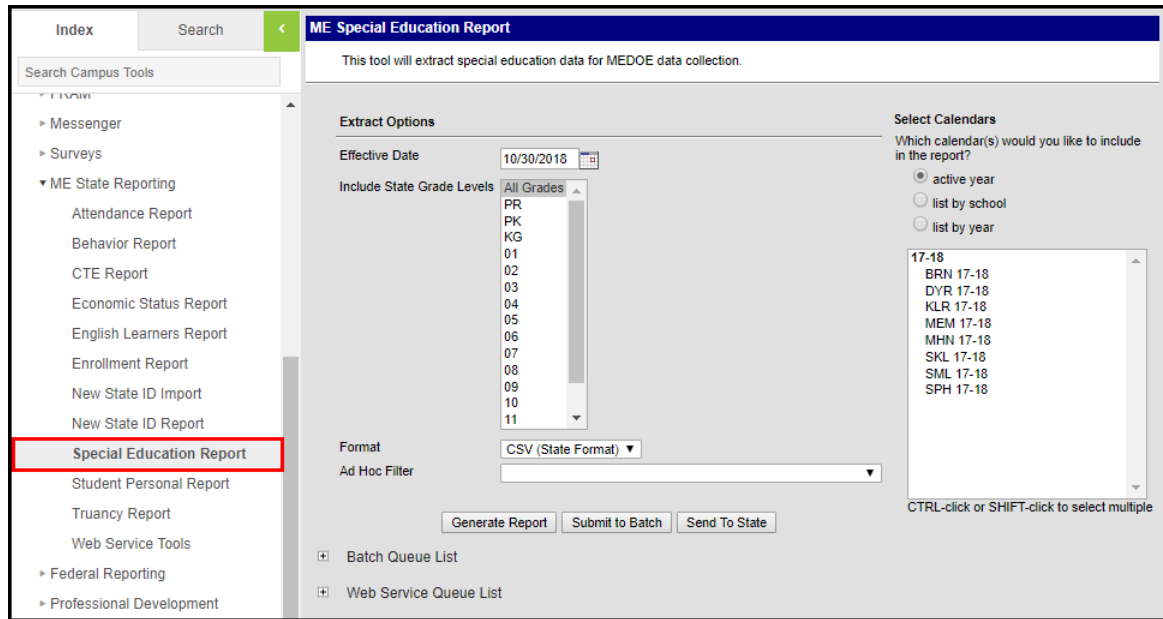 Index
Search
Search Campus Tools
Messenger
Surveys
ME State Reporting
Attendance Report
Behavior Report
CTE Report
Economic Status Report
English Learners Report
Enrollment Report
New State ID Import
New State ID Report
Special Education Report
Student Personal Report
Truancy Report
Web Service Tools
Federal Reporting
Professional Development
ME Special Education Report
This tool will extract special education data for MEDOE data collection.
Extract Options
Effective Date
10/30/2018
Include State Grade Levels
All Grades
PR
PK
KG
01
02
03
04
05
06
07
08
09
10
11
Format
CSV (State Format)
Ad Hoc Filter
Generate Report
Submit to Batch
Send To State
Batch Queue List
Web Service Queue List
Select Calendars
Which calendar(s) would you like to include
in the report?
active year
list by school
list by year
17-18
BRN 17-18
DYR 17-18
KLR 17-18
MEM 17-18
MHN 17-18
SKL 17-18
SML 17-18
SPH 17-18
CTRL-click or SHIFT-click to select multiple